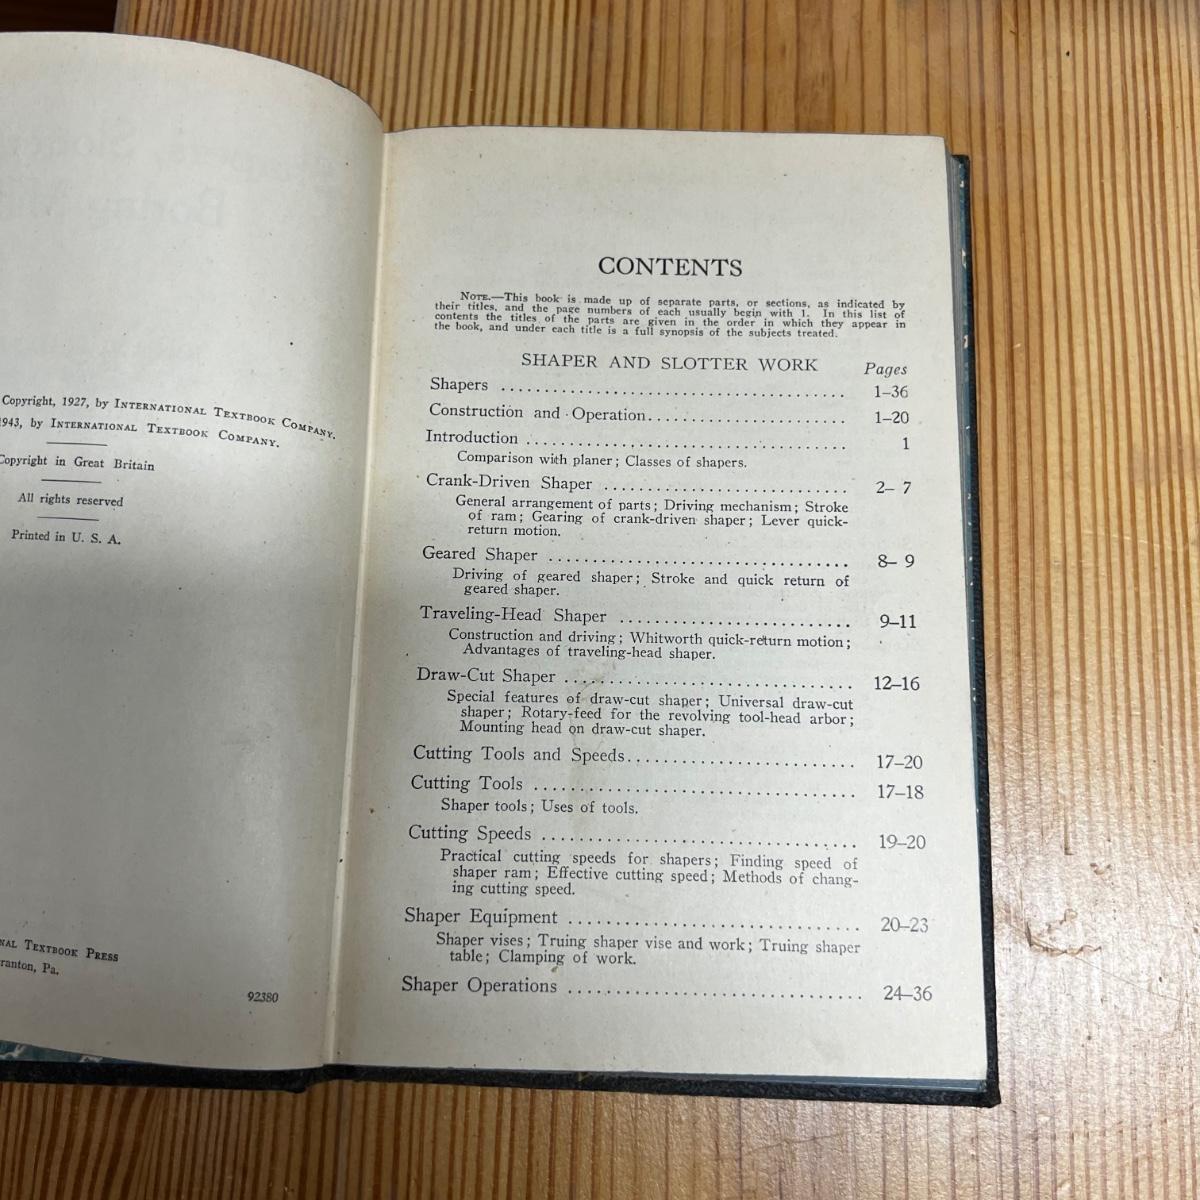 Copyright, 1927, by INTERNATIONAL TEXTBOOK COMPANY.
1943, by INTERNATIONAL TEXTBOOK COMPANY.
Copyright in Great Britain
All rights reserved
Printed in U. S. A.
TEXTBOOK PRESS
Pa.
92380
CONTENTS
NOTE.—This book is made up of separate parts, or sections, as indicated by
their titles, and the page numbers of each usually begin with 1. In this list of
contents the titles of the parts are given in the order in which they appear in
the book, and under each title is a full synopsis of the subjects treated.
SHAPER AND SLOTTER WORK Pages
Shapers 1–36
Construction and Operation 1–20
Introduction 1
Comparison with planer; Classes of shapers.
Crank-Driven Shaper 2– 7
General arrangement of parts; Driving mechanism; Stroke
of ram; Gearing of crank-driven shaper; Lever quick-
return motion.
Geared Shaper 8– 9
Driving of geared shaper; Stroke and quick return of
geared shaper.
Traveling-Head Shaper 9–11
Construction and driving; Whitworth quick-return motion;
Advantages of traveling-head shaper.
Draw-Cut Shaper 12–16
Special features of draw-cut shaper; Universal draw-cut
shaper; Rotary-feed for the revolving tool-head arbor;
Mounting head on draw-cut shaper.
Cutting Tools and Speeds 17–20
Cutting Tools 17–18
Shaper tools; Uses of tools.
Cutting Speeds 19–20
Practical cutting speeds for shapers; Finding speed of
shaper ram; Effective cutting speed; Methods of chang-
ing cutting speed.
Shaper Equipment 20–23
Shaper vises; Truing shaper vise and work; Truing shaper
table; Clamping of work.
Shaper Operations 24–36